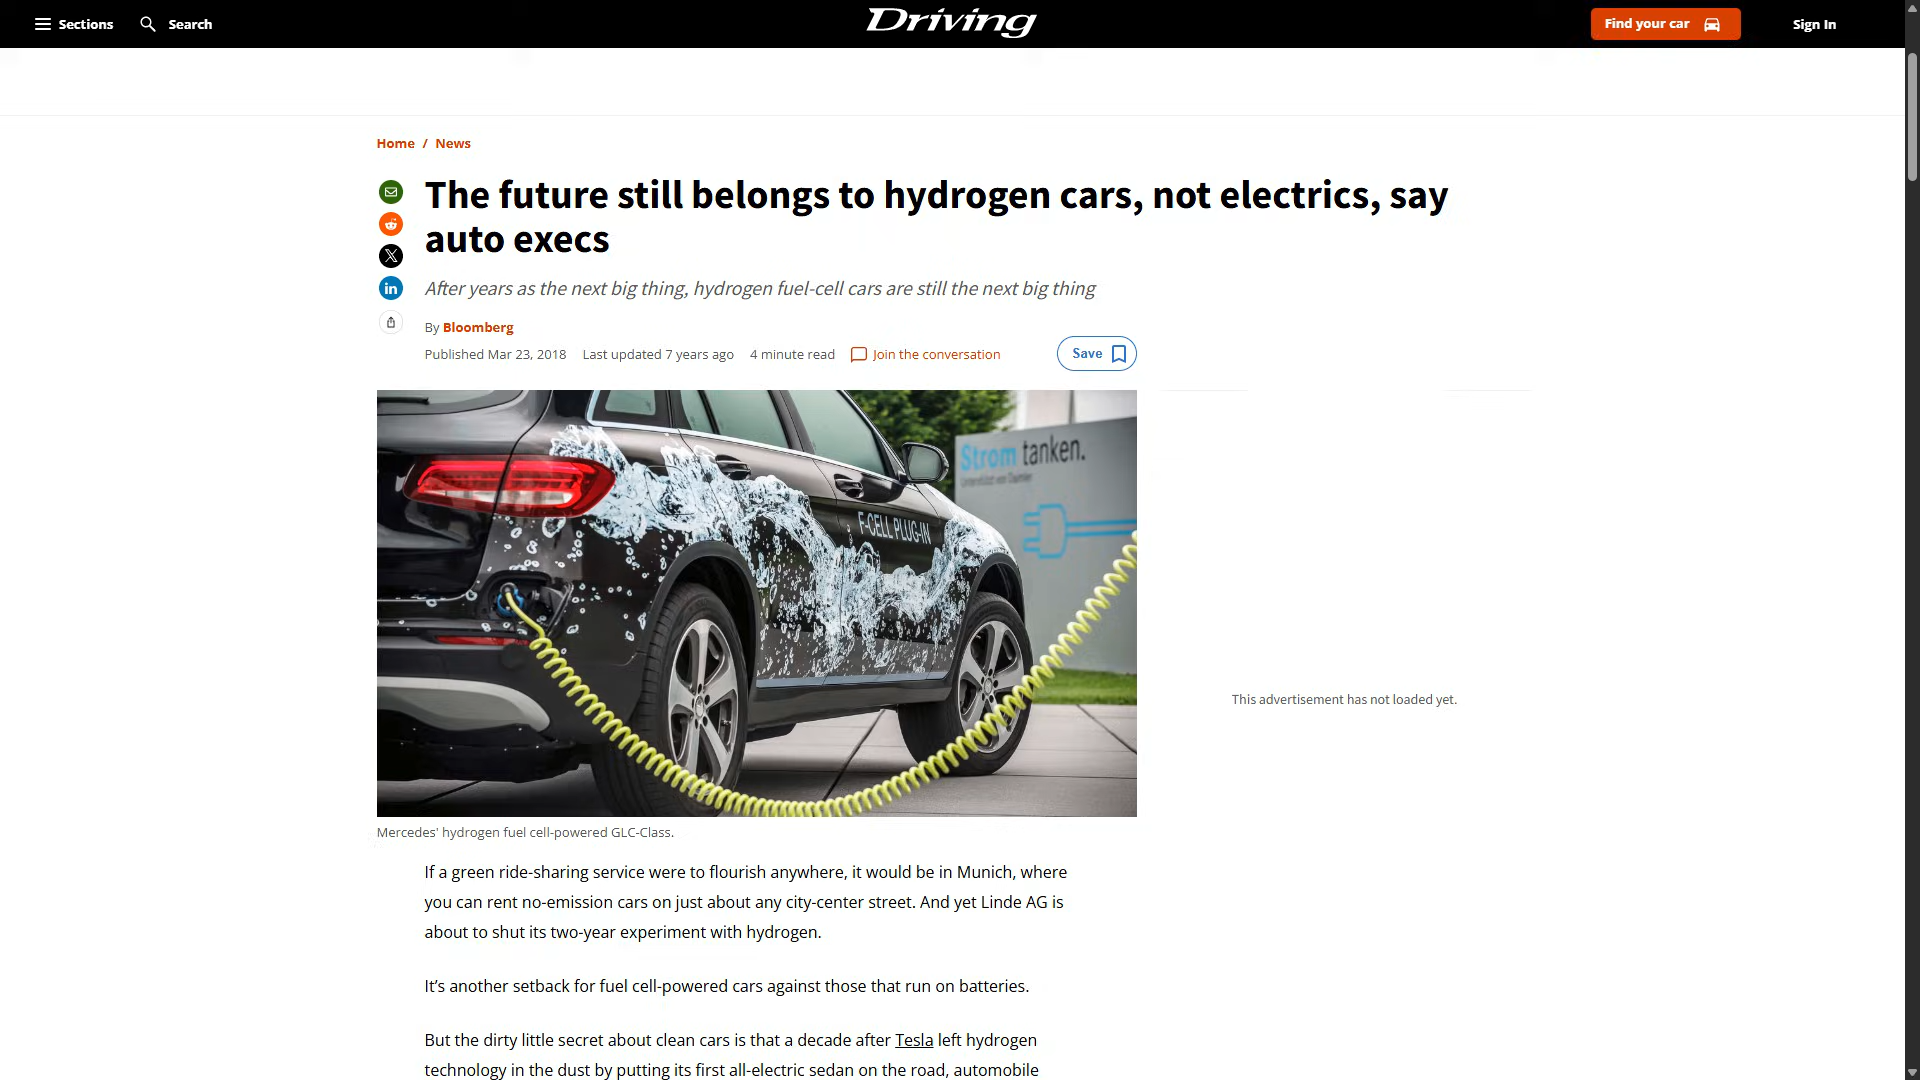 Sections
Search
Driving
Find your car
Sign In
Home / News
The future still belongs to hydrogen cars, not electrics, say
auto execs
After years as the next big thing, hydrogen fuel-cell cars are still the next big thing
By Bloomberg
Published Mar 23, 2018 Last updated 7 years ago 4 minute read Join the conversation
Save
Strom tanken.
F-CELL PLUG-IN
This advertisement has not loaded yet.
Mercedes' hydrogen fuel cell-powered GLC-Class.
If a green ride-sharing service were to flourish anywhere, it would be in Munich, where
you can rent no-emission cars on just about any city-center street. And yet Linde AG is
about to shut its two-year experiment with hydrogen.
It’s another setback for fuel cell-powered cars against those that run on batteries.
But the dirty little secret about clean cars is that a decade after Tesla left hydrogen
technology in the dust by putting its first all-electric sedan on the road, automobile